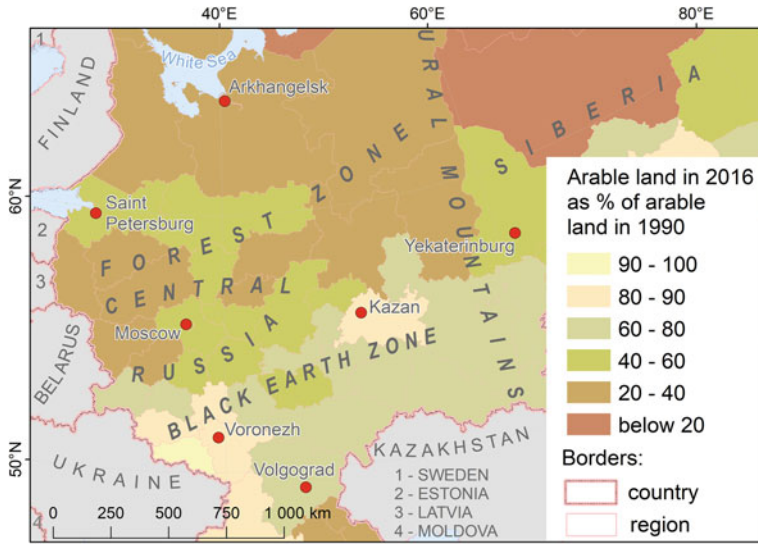 40°E
60°E
80°E
1
White Sea
Arkhangelsk
FINLAND
URAL MOUNTAINS
SIBERIA
60°N
Saint
Petersburg
2
3
FOREST ZONE
Yekaterinburg
CENTRAL
RUSSIA
Moscow
Kazan
BELARUS
BLACK EARTH ZONE
50°N
Voronezh
UKRAINE
Volgograd
KAZAKHSTAN
1 - SWEDEN
2 - ESTONIA
3 - LATVIA
4 - MOLDOVA
4
0 250 500 750 1 000 km
Arable land in 2016
as % of arable
land in 1990
90 - 100
80 - 90
60 - 80
40 - 60
20 - 40
below 20
Borders:
country
region